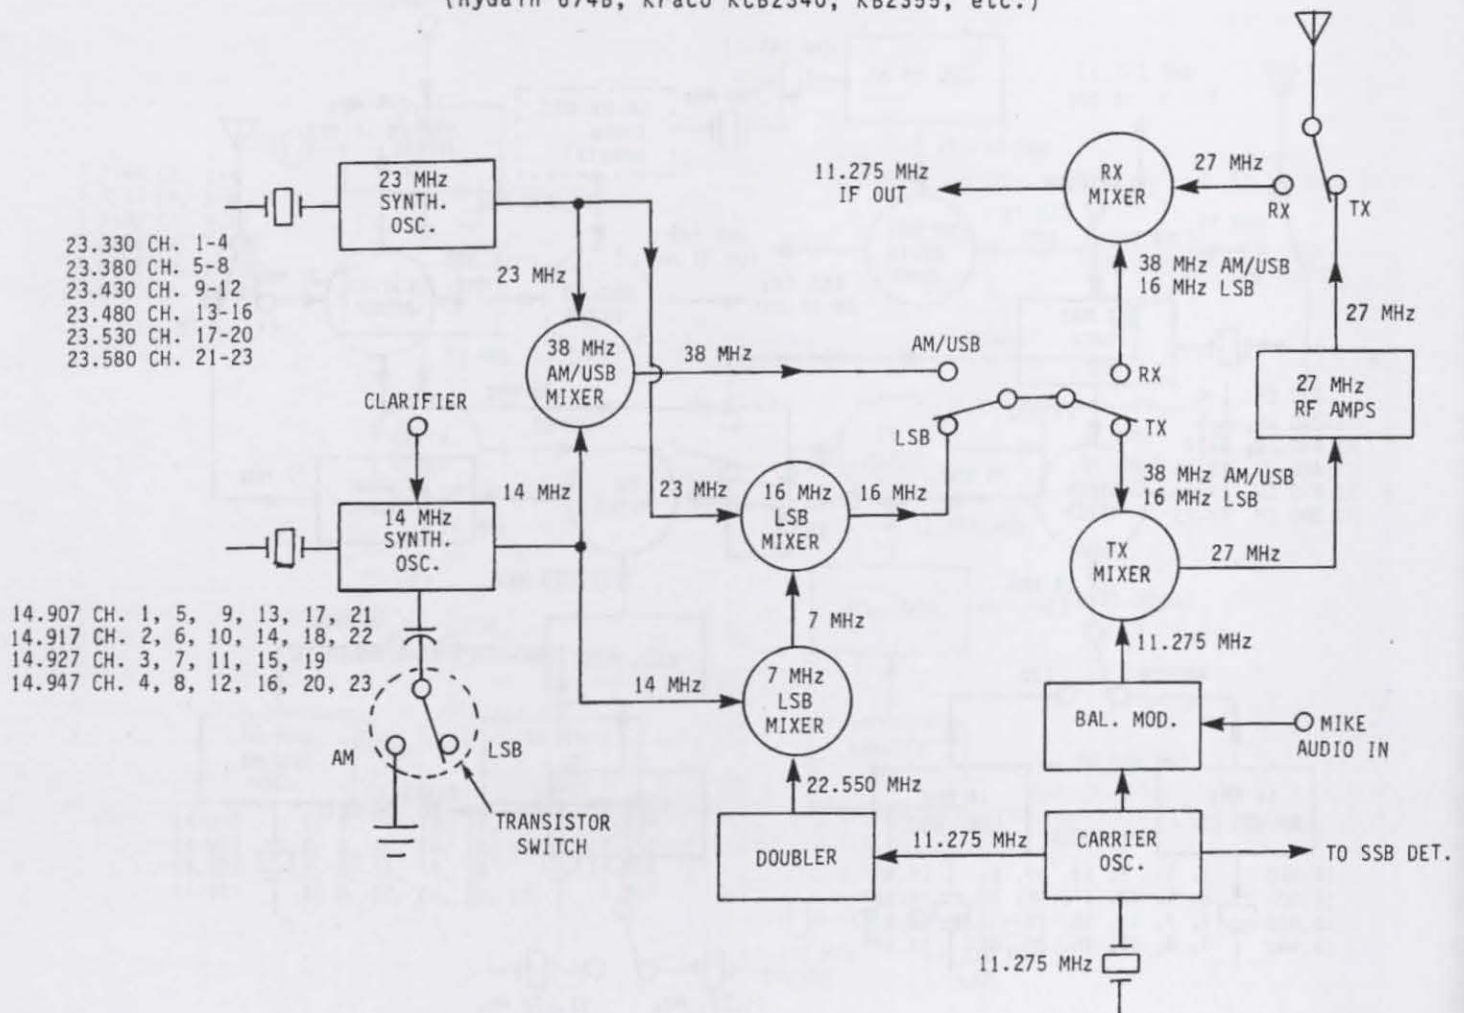 (Hydain 674B, Kraco KCB2340, KB2355, etc.)
23 MHz
SYNTH.
OSC.
23.330 CH. 1-4
23.380 CH. 5-8
23.430 CH. 9-12
23.480 CH. 13-16
23.530 CH. 17-20
23.580 CH. 21-23
23 MHz
38 MHz
AM/USB
MIXER
38 MHz
AM/USB
LSB
CLARIFIER
14 MHz
SYNTH.
OSC.
14 MHz
14.907 CH. 1, 5, 9, 13, 17, 21
14.917 CH. 2, 6, 10, 14, 18, 22
14.927 CH. 3, 7, 11, 15, 19
14.947 CH. 4, 8, 12, 16, 20, 23
AM
LSB
TRANSISTOR
SWITCH
23 MHz
16 MHz
LSB
MIXER
16 MHz
7 MHz
14 MHz
7 MHz
LSB
MIXER
22.550 MHz
DOUBLER
11.275 MHz
CARRIER
OSC.
TO SSB DET.
11.275 MHz
BAL. MOD.
MIKE
AUDIO IN
11.275 MHz
TX
MIXER
27 MHz
38 MHz AM/USB
16 MHz LSB
TX
RX
38 MHz AM/USB
16 MHz LSB
RX
MIXER
11.275 MHz
IF OUT
27 MHz
RX
TX
27 MHz
27 MHz
RF AMPS